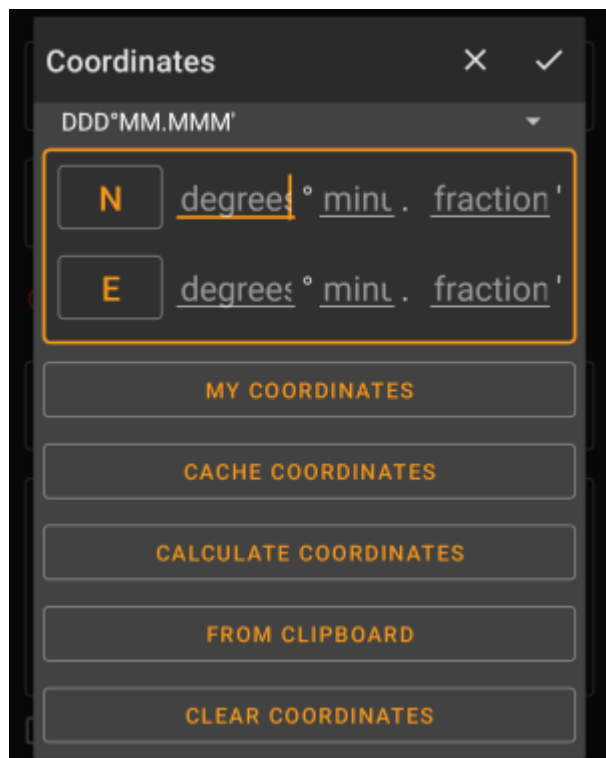 Coordinates
DDD°MM.MMM'
N degrees ° minu . fraction '
E degrees ° minu . fraction '
MY COORDINATES
CACHE COORDINATES
CALCULATE COORDINATES
FROM CLIPBOARD
CLEAR COORDINATES